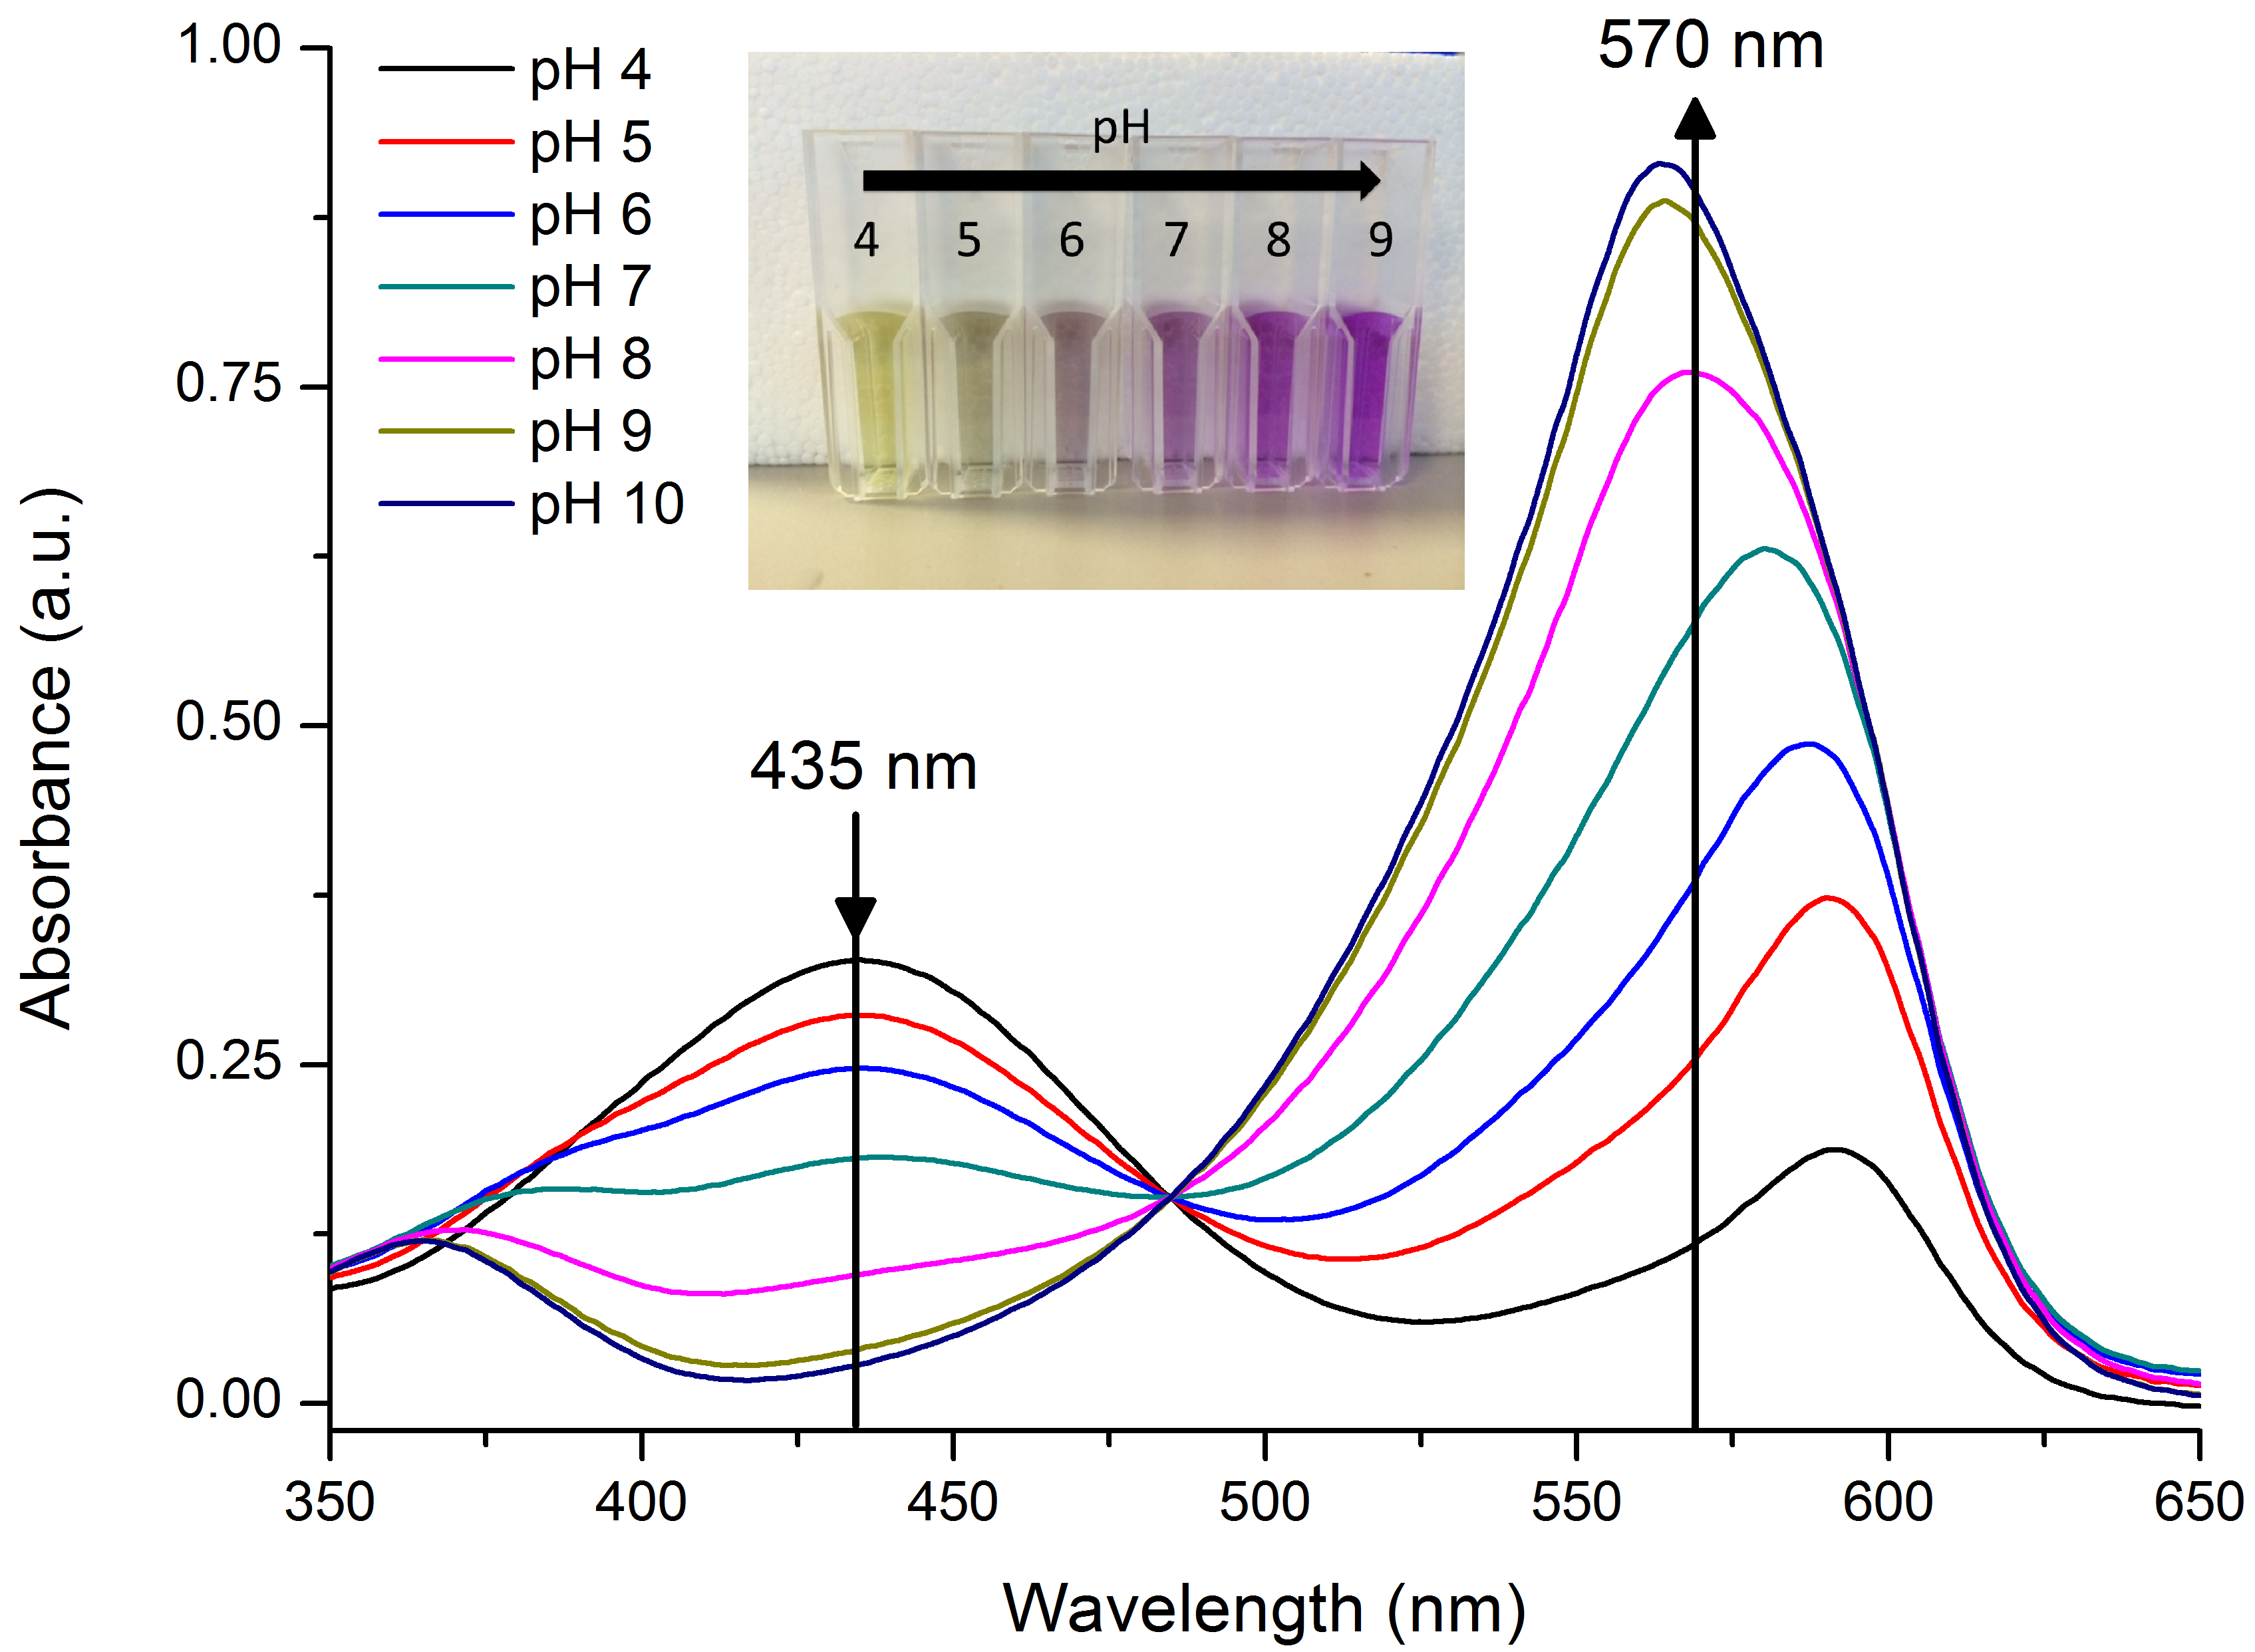 1.00
0.75
0.50
0.25
0.00
Absorbance (a.u.)
pH 4
pH 5
pH 6
pH 7
pH 8
pH 9
pH 10
pH
4 5 6 7 8 9
435 nm
570 nm
350 400 450 500 550 600 650
Wavelength (nm)